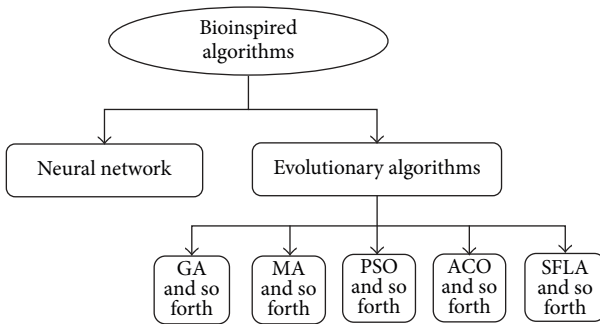 Bioinspired
algorithms
Neural network
Evolutionary algorithms
GA
and so
forth
MA
and so
forth
PSO
and so
forth
ACO
and so
forth
SFLA
and so
forth